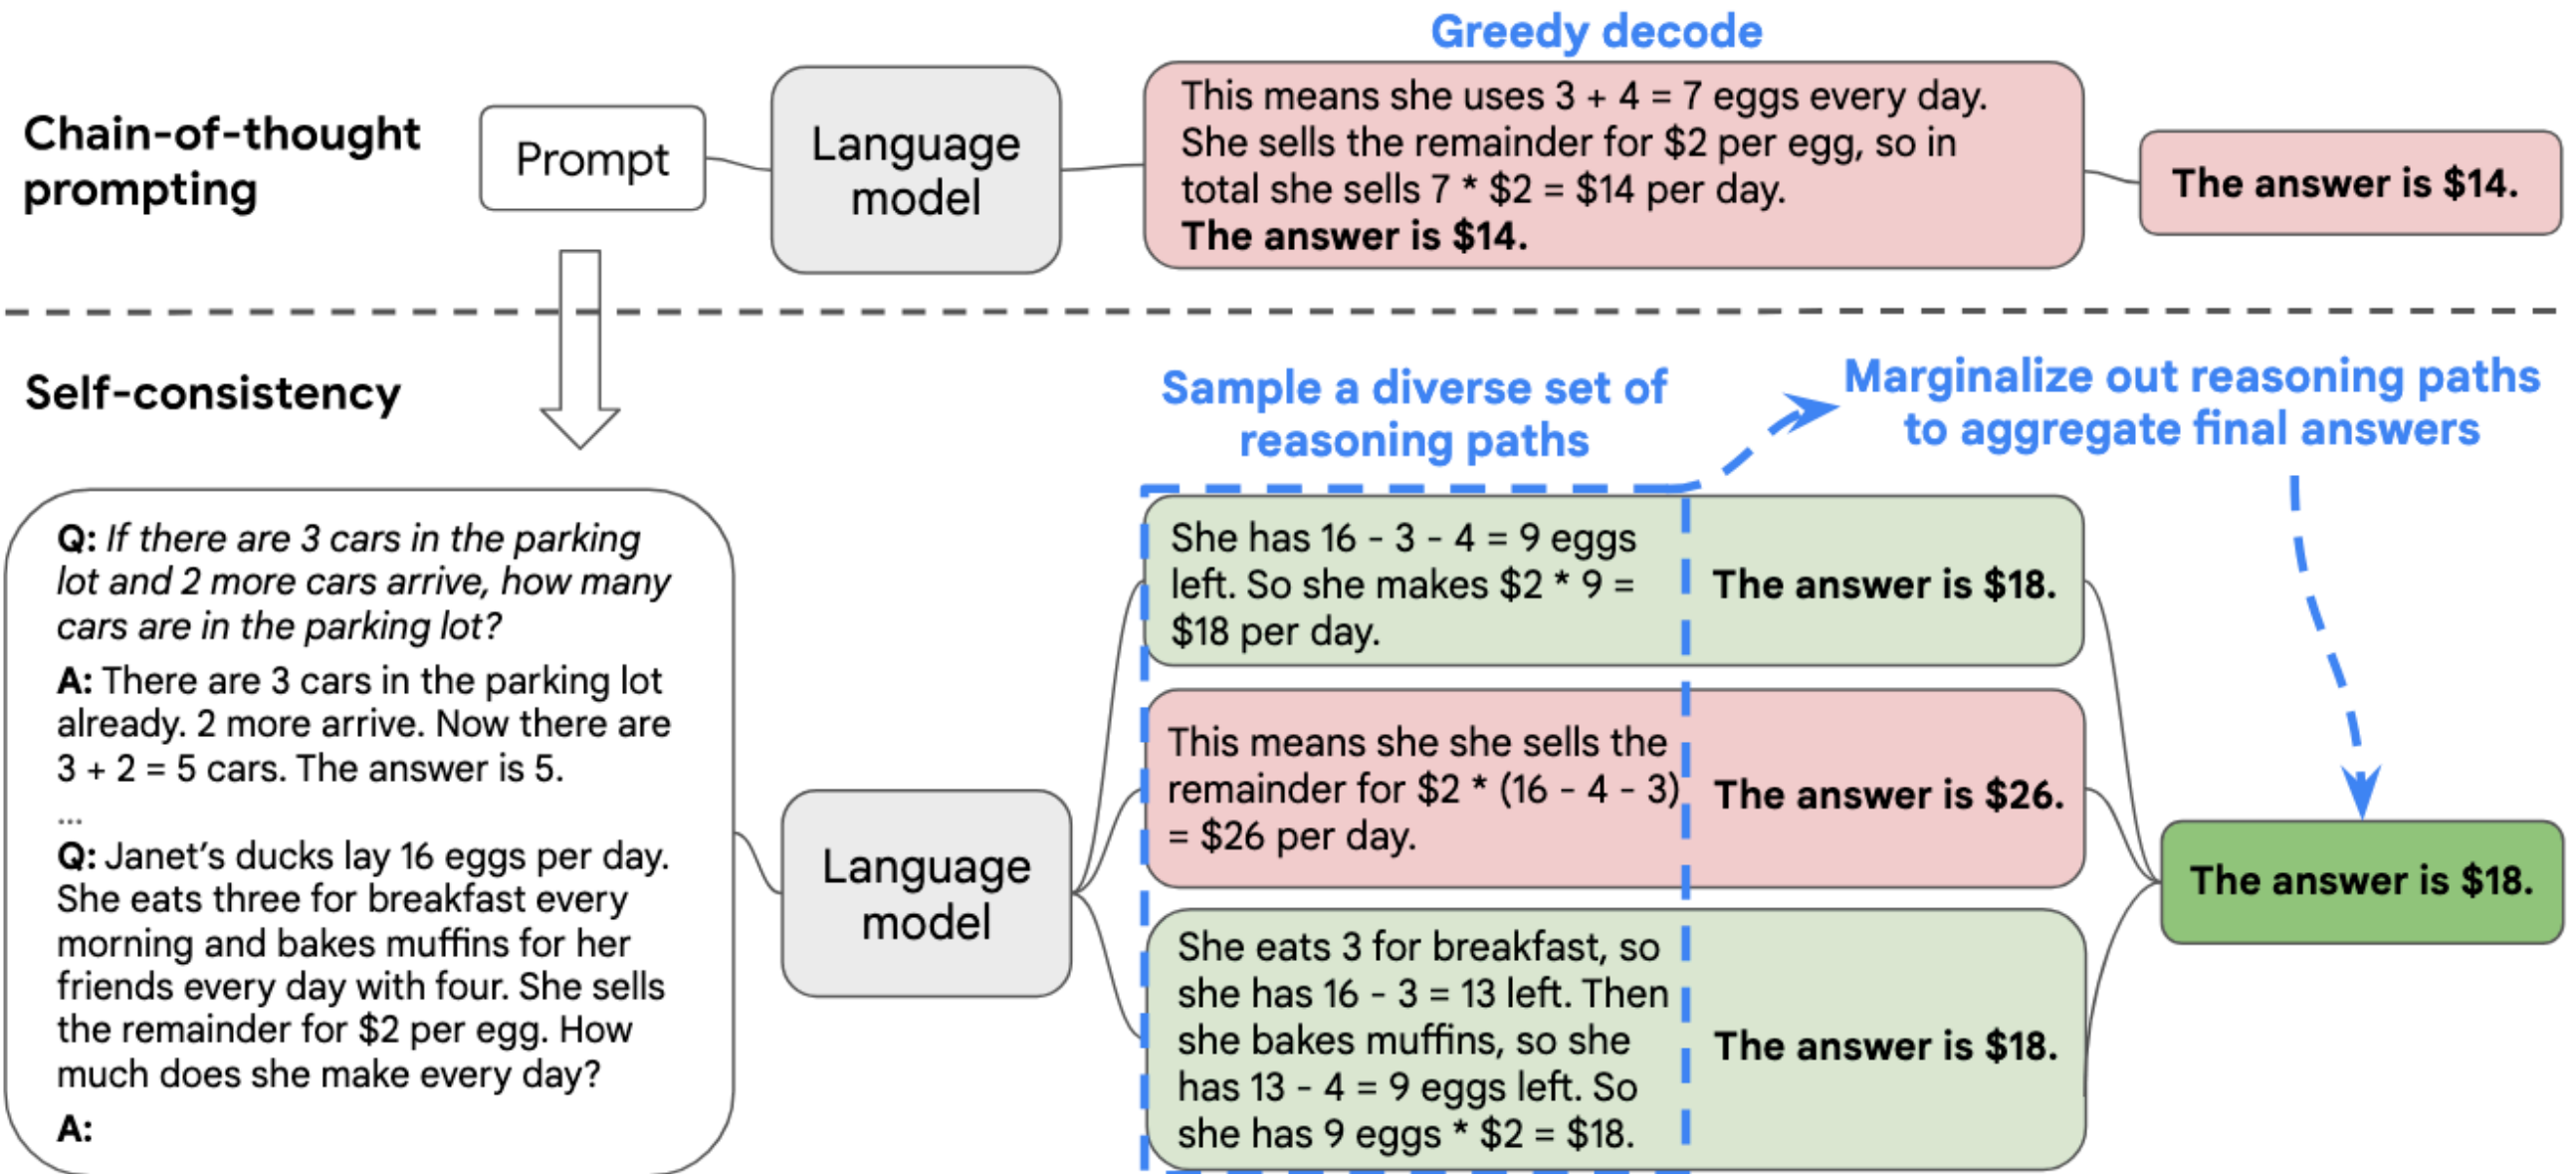 Greedy decode
Chain-of-thought
prompting
Prompt
Language
model
This means she uses 3 + 4 = 7 eggs every day.
She sells the remainder for $2 per egg, so in
total she sells 7 * $2 = $14 per day.
The answer is $14.
The answer is $14.
Self-consistency
Sample a diverse set of
reasoning paths
Marginalize out reasoning paths
to aggregate final answers
Q: If there are 3 cars in the parking
lot and 2 more cars arrive, how many
cars are in the parking lot?
A: There are 3 cars in the parking lot
already. 2 more arrive. Now there are
3 + 2 = 5 cars. The answer is 5.
...
Q: Janet’s ducks lay 16 eggs per day.
She eats three for breakfast every
morning and bakes muffins for her
friends every day with four. She sells
the remainder for $2 per egg. How
much does she make every day?
A:
Language
model
She has 16 - 3 - 4 = 9 eggs
left. So she makes $2 * 9 =
$18 per day.
The answer is $18.
This means she she sells the
remainder for $2 * (16 - 4 - 3)
= $26 per day.
The answer is $26.
She eats 3 for breakfast, so
she has 16 - 3 = 13 left. Then
she bakes muffins, so she
has 13 - 4 = 9 eggs left. So
she has 9 eggs * $2 = $18.
The answer is $18.
The answer is $18.